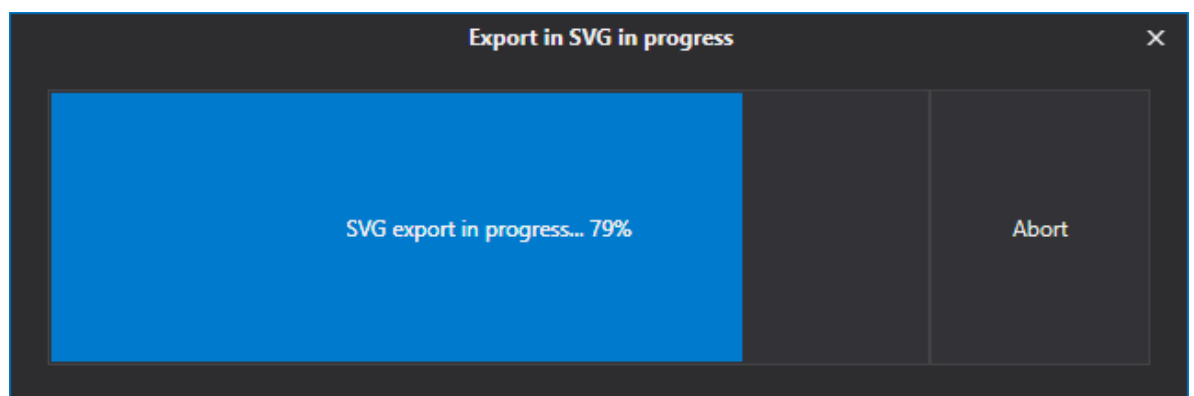 Export in SVG in progress
SVG export in progress... 79%
Abort